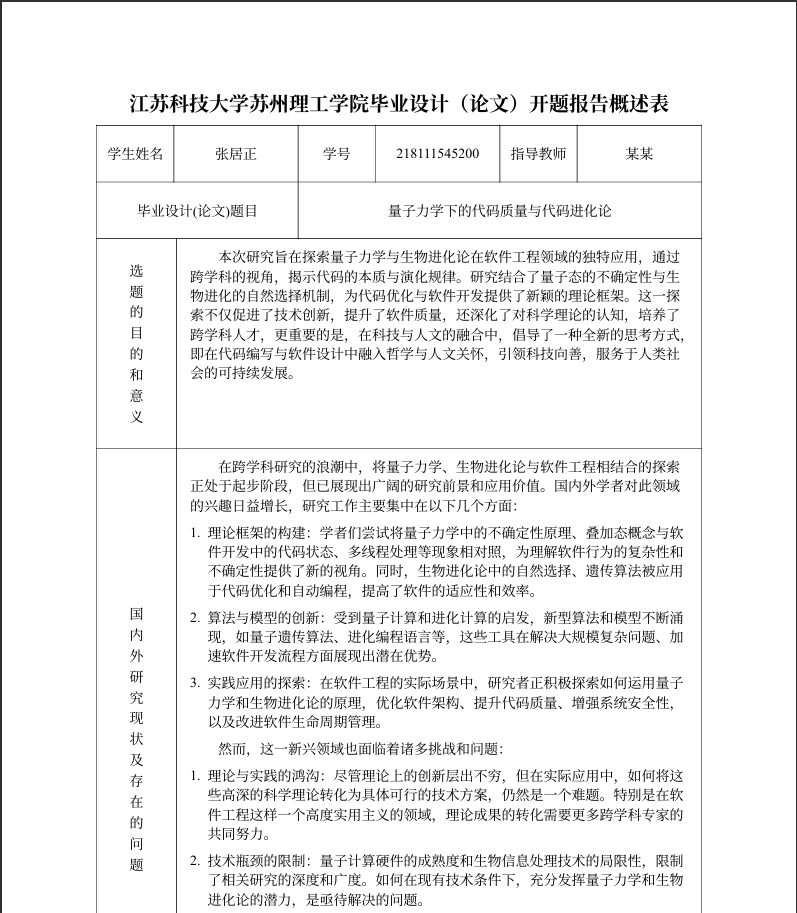 江苏科技大学苏州理工学院毕业设计（论文）开题报告概述表
学生姓名 张居正 学号 218111545200 指导教师 某某
毕业设计(论文)题目 量子力学下的代码质量与代码进化论
选题的目的和意义
本次研究旨在探索量子力学与生物进化论在软件工程领域的独特应用，通过
跨学科的视角，揭示代码的本质与演化规律。研究结合了量子态的不确定性与生
物进化的自然选择机制，为代码优化与软件开发提供了新颖的理论框架。这一探
索不仅促进了技术创新，提升了软件质量，还深化了对科学理论的认知，培养了
跨学科人才，更重要的是，在科技与人文的融合中，倡导了一种全新的思考方式，
即在代码编写与软件设计中融入哲学与人文关怀，引领科技向善，服务于人类社
会的可持续发展。
国内外研究现状及存在的问题
在跨学科研究的浪潮中，将量子力学、生物进化论与软件工程相结合的探索
正处于起步阶段，但已展现出广阔的研究前景和应用价值。国内外学者对此领域
的兴趣日益增长，研究工作主要集中在以下几个方面：
1. 理论框架的构建：学者们尝试将量子力学中的不确定性原理、叠加态概念与软
件开发中的代码状态、多线程处理等现象相对照，为理解软件行为的复杂性和
不确定性提供了新的视角。同时，生物进化论中的自然选择、遗传算法被应用
于代码优化和自动编程，提高了软件的适应性和效率。
2. 算法与模型的创新：受到量子计算和进化计算的启发，新型算法和模型不断涌
现，如量子遗传算法、进化编程语言等，这些工具在解决大规模复杂问题、加
速软件开发流程方面展现出潜在优势。
3. 实践应用的探索：在软件工程的实际场景中，研究者正积极探索如何运用量子
力学和生物进化论的原理，优化软件架构、提升代码质量、增强系统安全性，
以及改进软件生命周期管理。
然而，这一新兴领域也面临着诸多挑战和问题：
1. 理论与实践的鸿沟：尽管理论上的创新层出不穷，但在实际应用中，如何将这
些高深的科学理论转化为具体可行的技术方案，仍然是一个难题。特别是在软
件工程这样一个高度实用主义的领域，理论成果的转化需要更多跨学科专家的
共同努力。
2. 技术瓶颈的限制：量子计算硬件的成熟度和生物信息处理技术的局限性，限制
了相关研究的深度和广度。如何在现有技术条件下，充分发挥量子力学和生物
进化论的潜力，是亟待解决的问题。